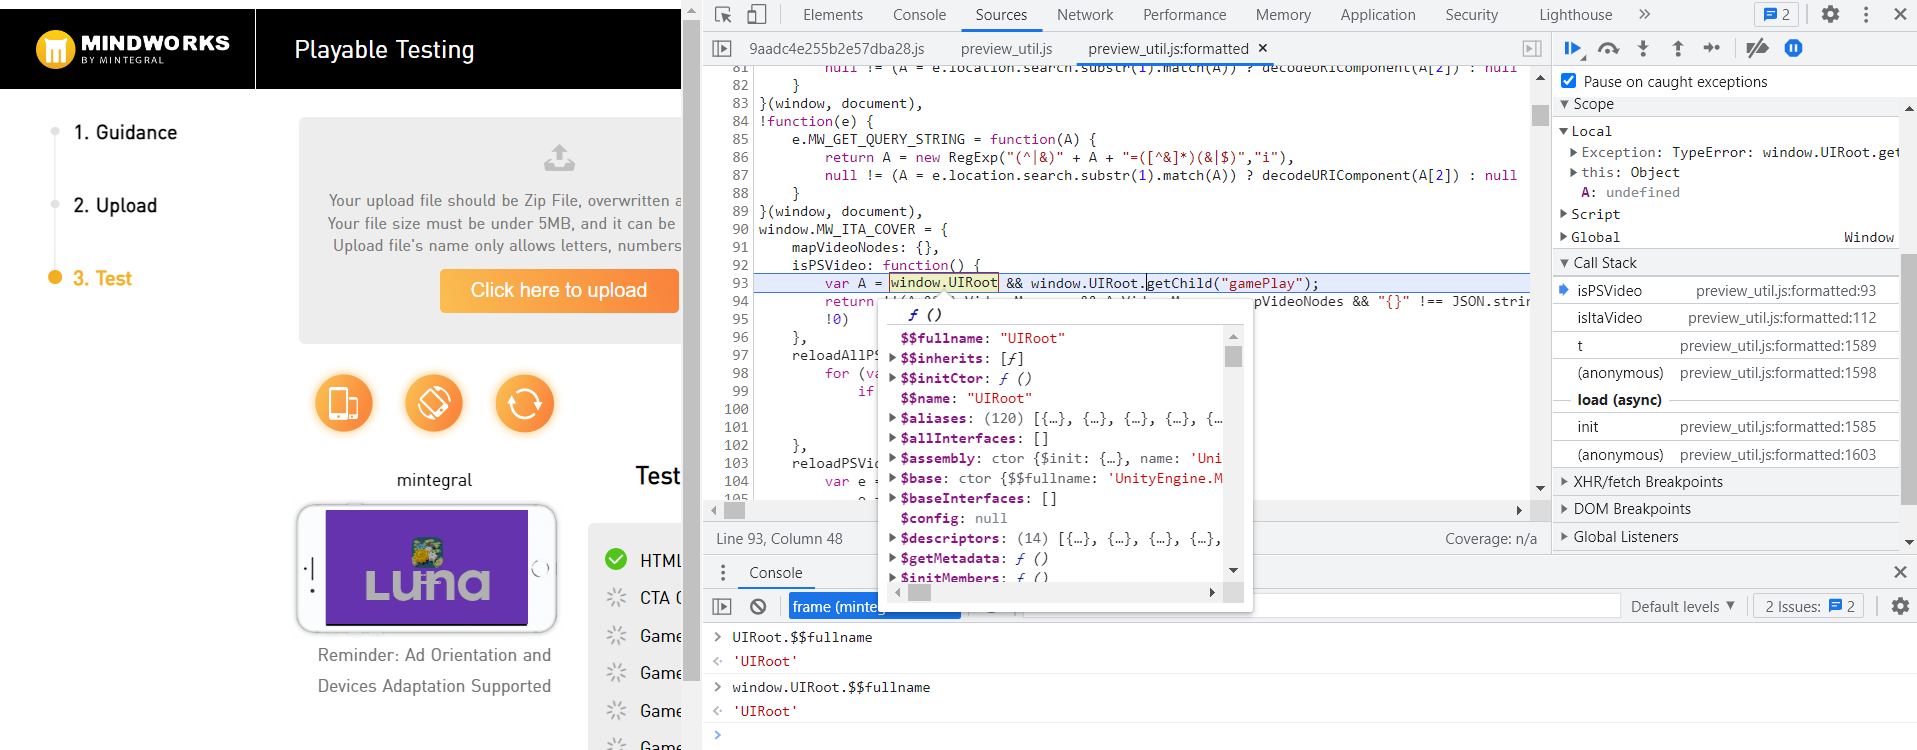 MINDWORKS
BY MINTEGRAL
Playable Testing
1. Guidance
2. Upload
3. Test
Your upload file should be Zip File, overwritten a
Your file size must be under 5MB, and it can be
Upload file's name only allows letters, numbers
Click here to upload
mintegral
Test
LUNA
Reminder: Ad Orientation and
Devices Adaptation Supported
HTML
CTA
Game
Game
Game
Game
Elements Console Sources Network Performance Memory Application Security Lighthouse » 2
9aadc4e255b2e57dba28.js preview_util.js preview_util.js:formatted ×
81 null != (A = e.location.search.substr(1).match(A)) ? decodeURIComponent(A[2]) : null
82 }
83 }(window, document),
84 !function(e) {
85 e.MW_GET_QUERY_STRING = function(A) {
86 return A = new RegExp("(^|&)" + A + "=([^&]*)(&|$)","i"),
87 null != (A = e.location.search.substr(1).match(A)) ? decodeURIComponent(A[2]) : null
88 }
89 }(window, document),
90 window.MW_ITA_COVER = {
91 mapVideoNodes: {},
92 isPSVideo: function() {
93 var A = window.UIRoot && window.UIRoot.getChild("gamePlay");
94 return pVideoNodes && "{}" !== JSON.strin
95 !0)
96 },
97 reloadAllPS
98 for (va
99 if
100
101
102 },
103 reloadPSVid
104 var e =
105
ƒ ()
$$fullname: "UIRoot"
$$inherits: [ƒ]
$$initCtor: ƒ ()
$$name: "UIRoot"
$aliases: (120) [{…}, {…}, {…}, {…}, {…
$allInterfaces: []
$assembly: ctor {$init: {…}, name: 'Uni
$base: ctor {$$fullname: 'UnityEngine.M
$baseInterfaces: []
$config: null
$descriptors: (14) [{…}, {…}, {…}, {…},
$getMetadata: ƒ ()
$initMembers: ƒ ()
Line 93, Column 48
Coverage: n/a
Pause on caught exceptions
Scope
Local
Exception: TypeError: window.UIRoot.get
this: Object
A: undefined
Script
Global Window
Call Stack
isPSVideo preview_util.js:formatted:93
isItaVideo preview_util.js:formatted:112
t preview_util.js:formatted:1589
(anonymous) preview_util.js:formatted:1598
load (async)
init preview_util.js:formatted:1585
(anonymous) preview_util.js:formatted:1603
XHR/fetch Breakpoints
DOM Breakpoints
Global Listeners
Console
frame (minteg
Default levels ▼ 2 Issues: 2
> UIRoot.$$fullname
'UIRoot'
> window.UIRoot.$$fullname
'UIRoot'
>